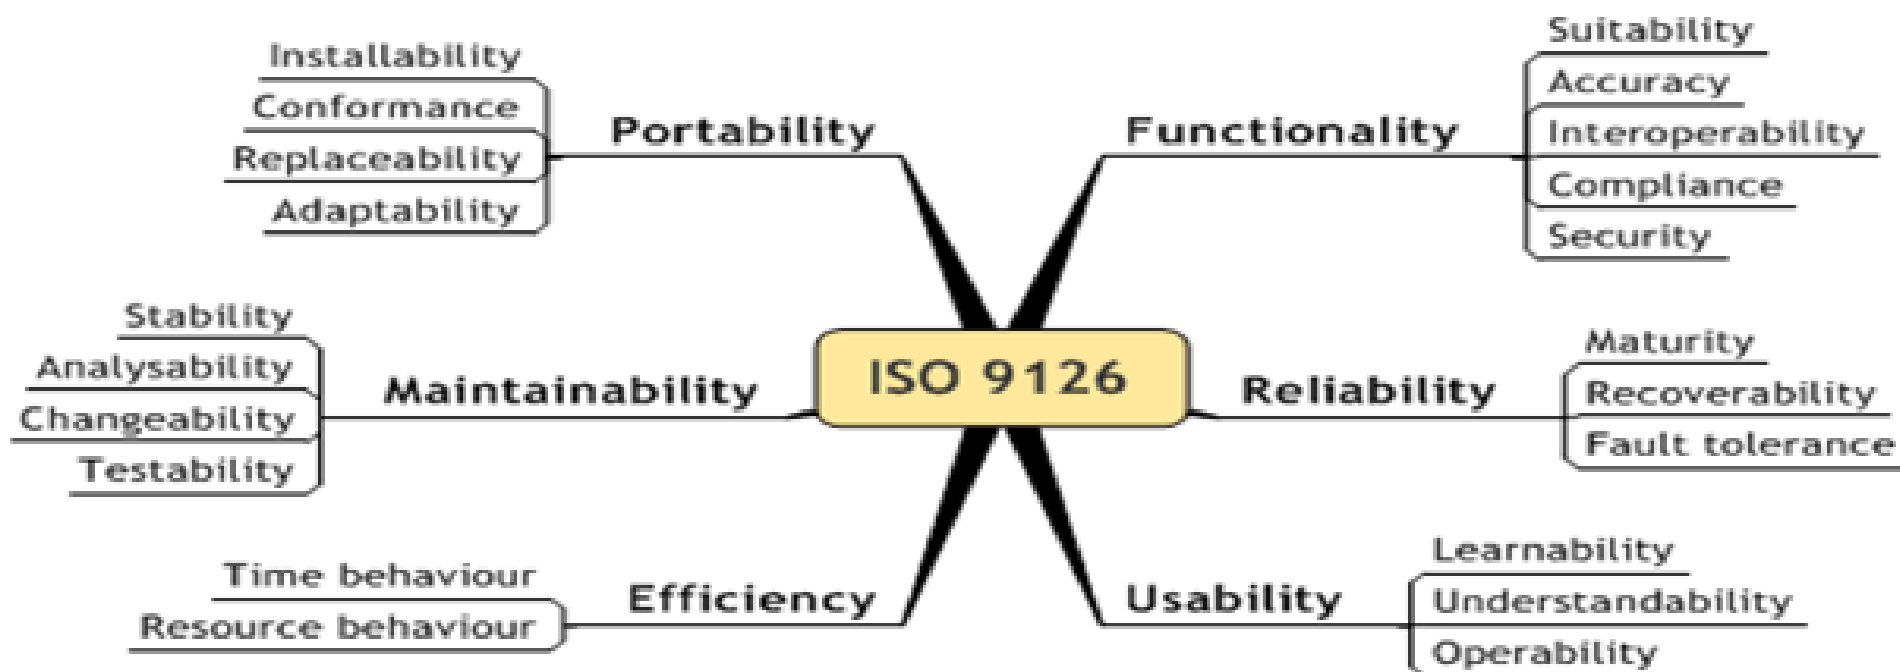 Installability
Conformance
Replaceability
Adaptability
Portability
Stability
Analysability
Changeability
Testability
Maintainability
Time behaviour
Resource behaviour
Efficiency
ISO 9126
Functionality
Suitability
Accuracy
Interoperability
Compliance
Security
Reliability
Maturity
Recoverability
Fault tolerance
Usability
Learnability
Understandability
Operability